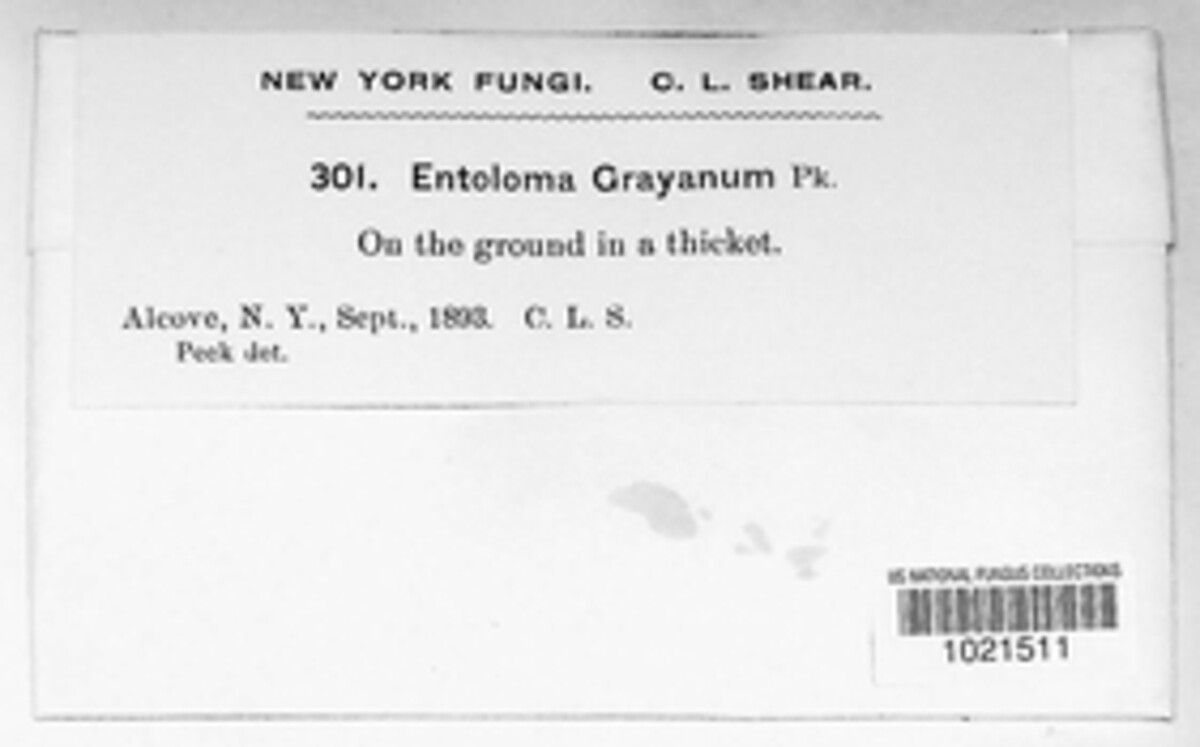 NEW YORK FUNGI. C. L. SHEAR.
301. Entoloma Grayanum Pk.
On the ground in a thicket.
Alcove, N. Y., Sept., 1893. C. L. S.
Peck det.
US NATIONAL FUNGUS COLLECTIONS
1021511